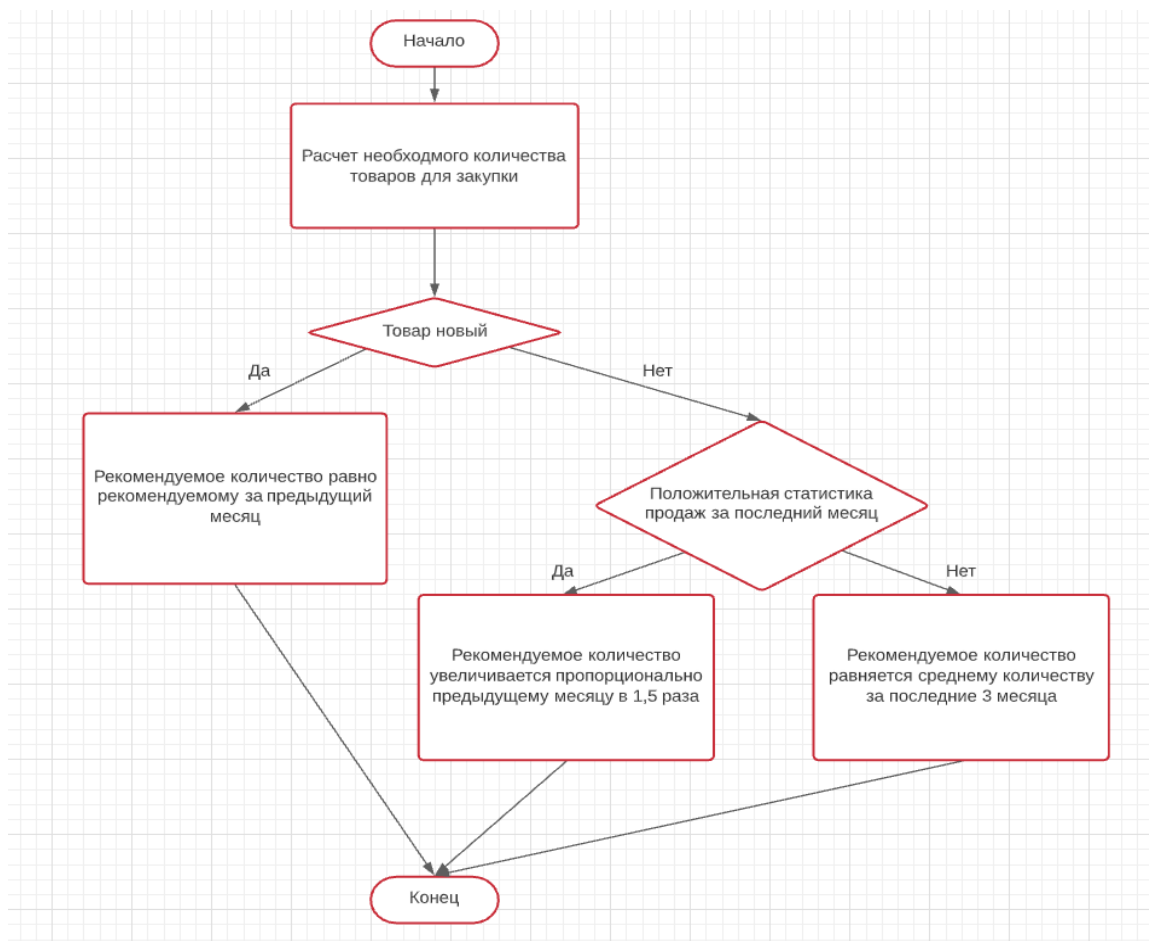 Начало
Расчет необходмого количества
товаров для закупки
Товар новый
Да
Нет
Рекомендуемое количество равно
рекомендуемому за предыдущий
месяц
Положительная статистика
продаж за последний месяц
Да
Нет
Рекомендуемое количество
увеличивается пропорционально
предыдущему месяцу в 1,5 раза
Рекомендуемое количество
равняется среднему количеству
за последние 3 месяца
Конец